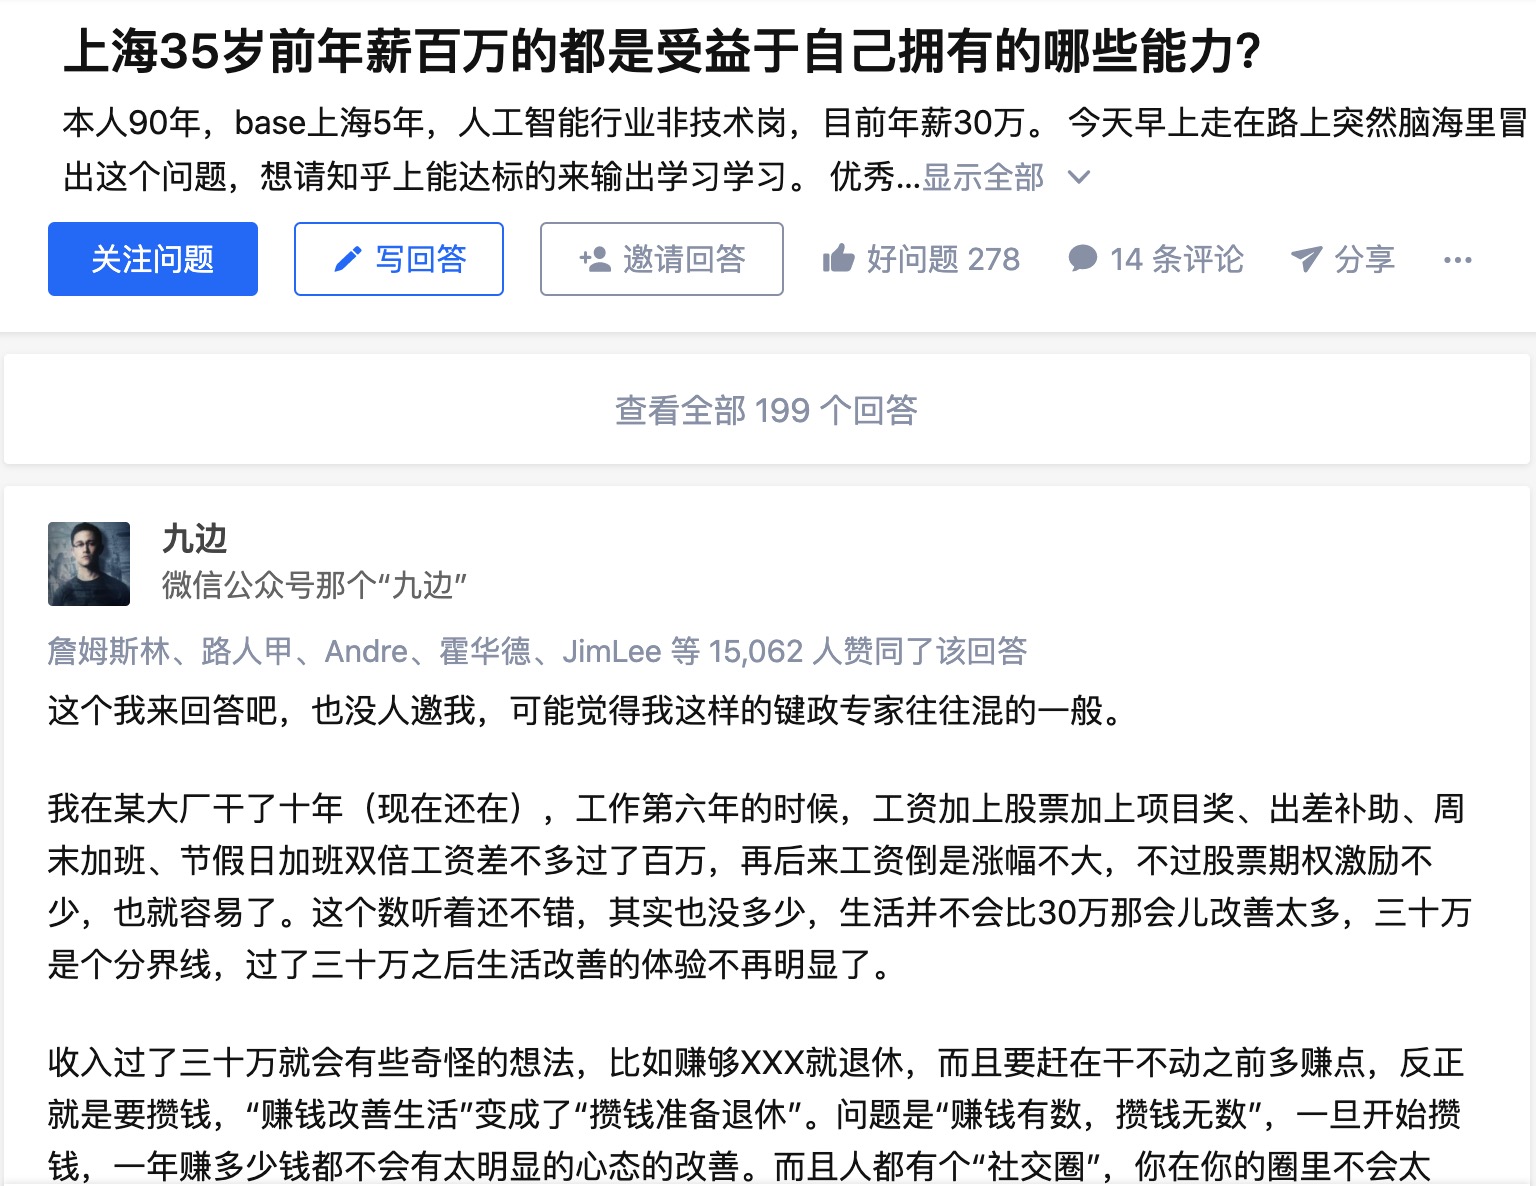 上海35岁前年薪百万的都是受益于自己拥有的哪些能力?
本人90年，base上海5年，人工智能行业非技术岗，目前年薪30万。 今天早上走在路上突然脑海里冒
出这个问题，想请知乎上能达标的来输出学习学习。 优秀...显示全部
关注问题
写回答
邀请回答
好问题 278
14 条评论
分享
查看全部 199 个回答
九边
微信公众号那个“九边”
詹姆斯林、路人甲、Andre、霍华德、JimLee 等 15,062 人赞同了该回答
这个我来回答吧，也没人邀我，可能觉得我这样的键政专家往往混的一般。
我在某大厂干了十年（现在还在），工作第六年的时候，工资加上股票加上项目奖、出差补助、周
末加班、节假日加班双倍工资差不多过了百万，再后来工资倒是涨幅不大，不过股票期权激励不
少，也就容易了。这个数听着还不错，其实也没多少，生活并不会比30万那会儿改善太多，三十万
是个分界线，过了三十万之后生活改善的体验不再明显了。
收入过了三十万就会有些奇怪的想法，比如赚够XXX就退休，而且要赶在干不动之前多赚点，反正
就是要攒钱，“赚钱改善生活”变成了“攒钱准备退休”。问题是“赚钱有数，攒钱无数”，一旦开始攒
钱，一年赚多少钱都不会有太明显的心态的改善。而且人都有个“社交圈”，你在你的圈里不会太